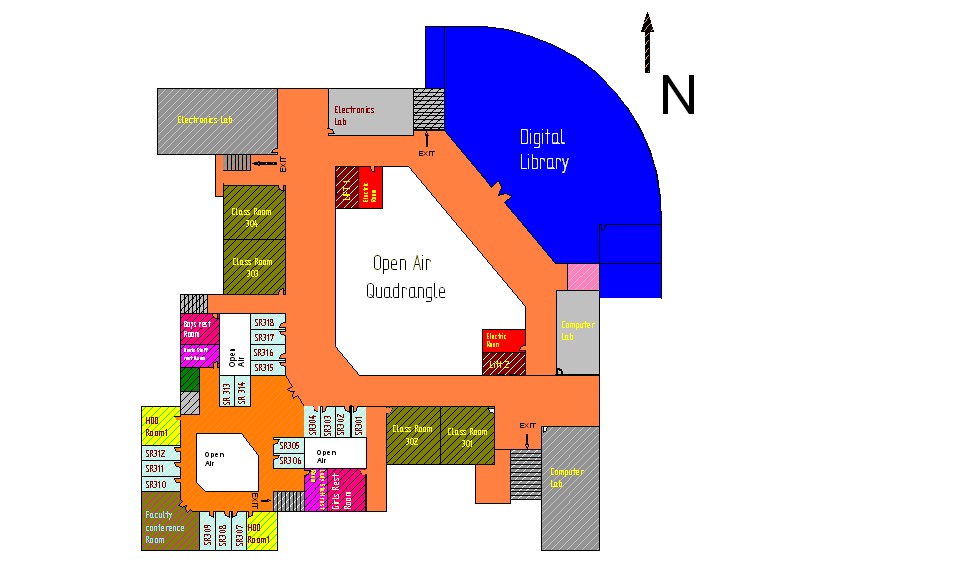 N
Electronics Lab
Electronics
Lab
Digital
Library
EXIT
EXIT
LIFT 1
Electric
Room
Class Room
304
Class Room
303
Open Air
Quadrangle
Electric
Room
Lift 2
Computer
Lab
Boys rest
Room
Open
Air
SR318
SR317
SR316
SR315
SR 313
SR 314
HOD
Room1
SR312
SR311
SR310
Open
Air
SR304
SR303
SR302
SR301
SR305
SR306
Open
Air
Class Room
302
Class Room
301
EXIT
Computer
Lab
Girls Rest
Room
EXIT
Faculty
conference
Room
SR309
SR308
SR307
HOD
Room1